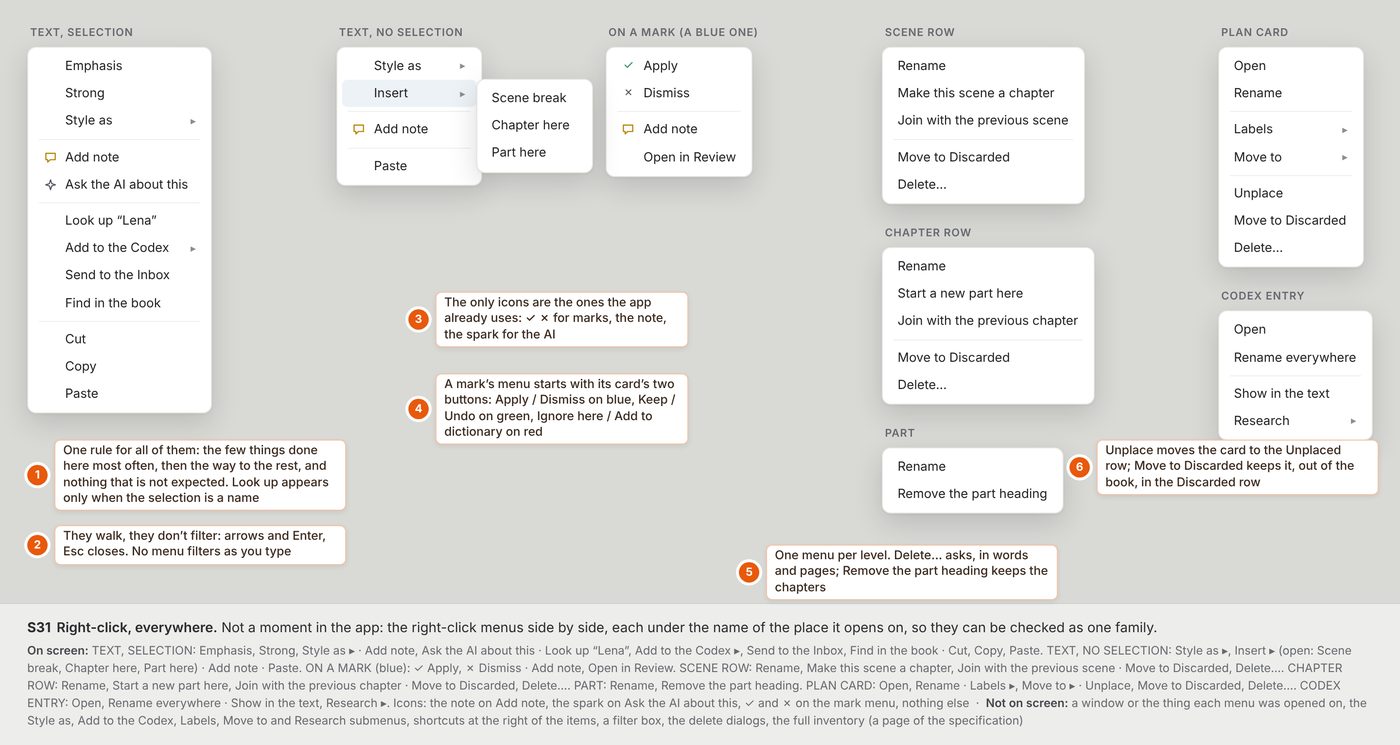 TEXT, SELECTION
Emphasis
Strong
Style as ▸
Add note
Ask the AI about this
Look up “Lena”
Add to the Codex ▸
Send to the Inbox
Find in the book
Cut
Copy
Paste
TEXT, NO SELECTION
Style as ▸
Insert ▸
Add note
Paste
Scene break
Chapter here
Part here
ON A MARK (A BLUE ONE)
✓ Apply
× Dismiss
Add note
Open in Review
SCENE ROW
Rename
Make this scene a chapter
Join with the previous scene
Move to Discarded
Delete…
CHAPTER ROW
Rename
Start a new part here
Join with the previous chapter
Move to Discarded
Delete…
PART
Rename
Remove the part heading
PLAN CARD
Open
Rename
Labels ▸
Move to ▸
Unplace
Move to Discarded
Delete…
CODEX ENTRY
Open
Rename everywhere
Show in the text
Research ▸
1
One rule for all of them: the few things done
here most often, then the way to the rest, and
nothing that is not expected. Look up appears
only when the selection is a name
2
They walk, they don’t filter: arrows and Enter,
Esc closes. No menu filters as you type
3
The only icons are the ones the app
already uses: ✓ × for marks, the note,
the spark for the AI
4
A mark’s menu starts with its card’s two
buttons: Apply / Dismiss on blue, Keep /
Undo on green, Ignore here / Add to
dictionary on red
5
One menu per level. Delete… asks, in words
and pages; Remove the part heading keeps the
chapters
6
Unplace moves the card to the Unplaced
row; Move to Discarded keeps it, out of the
book, in the Discarded row
S31 Right-click, everywhere. Not a moment in the app: the right-click menus side by side, each under the name of the place it opens on, so they can be checked as one family.
On screen: TEXT, SELECTION: Emphasis, Strong, Style as ▸ · Add note, Ask the AI about this · Look up “Lena”, Add to the Codex ▸, Send to the Inbox, Find in the book · Cut, Copy, Paste. TEXT, NO SELECTION: Style as ▸, Insert ▸ (open: Scene
break, Chapter here, Part here) · Add note · Paste. ON A MARK (blue): ✓ Apply, × Dismiss · Add note, Open in Review. SCENE ROW: Rename, Make this scene a chapter, Join with the previous scene · Move to Discarded, Delete…. CHAPTER
ROW: Rename, Start a new part here, Join with the previous chapter · Move to Discarded, Delete…. PART: Rename, Remove the part heading. PLAN CARD: Open, Rename · Labels ▸, Move to ▸ · Unplace, Move to Discarded, Delete…. CODEX
ENTRY: Open, Rename everywhere · Show in the text, Research ▸. Icons: the note on Add note, the spark on Ask the AI about this, ✓ and × on the mark menu, nothing else · Not on screen: a window or the thing each menu was opened on, the
Style as, Add to the Codex, Labels, Move to and Research submenus, shortcuts at the right of the items, a filter box, the delete dialogs, the full inventory (a page of the specification)